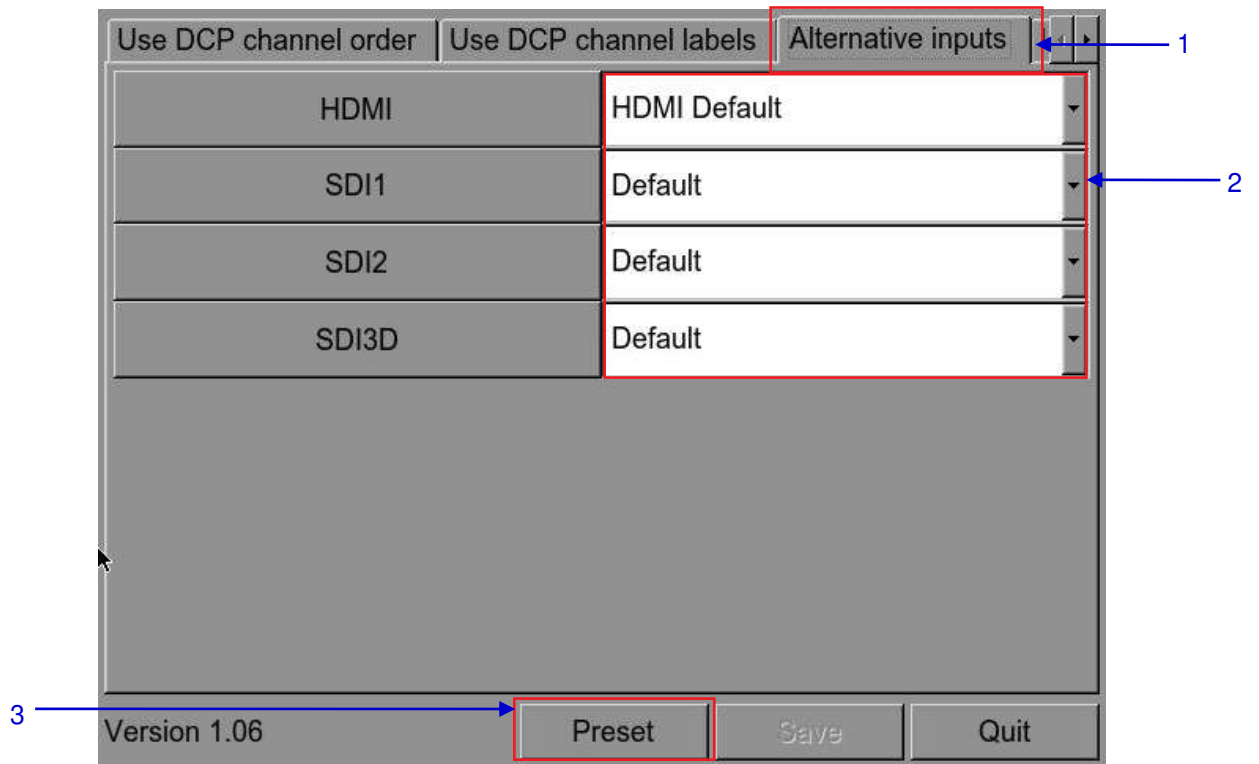 Use DCP channel order Use DCP channel labels Alternative inputs 1
HDMI HDMI Default
SDI1 Default 2
SDI2 Default
SDI3D Default
3 Version 1.06 Preset Save Quit